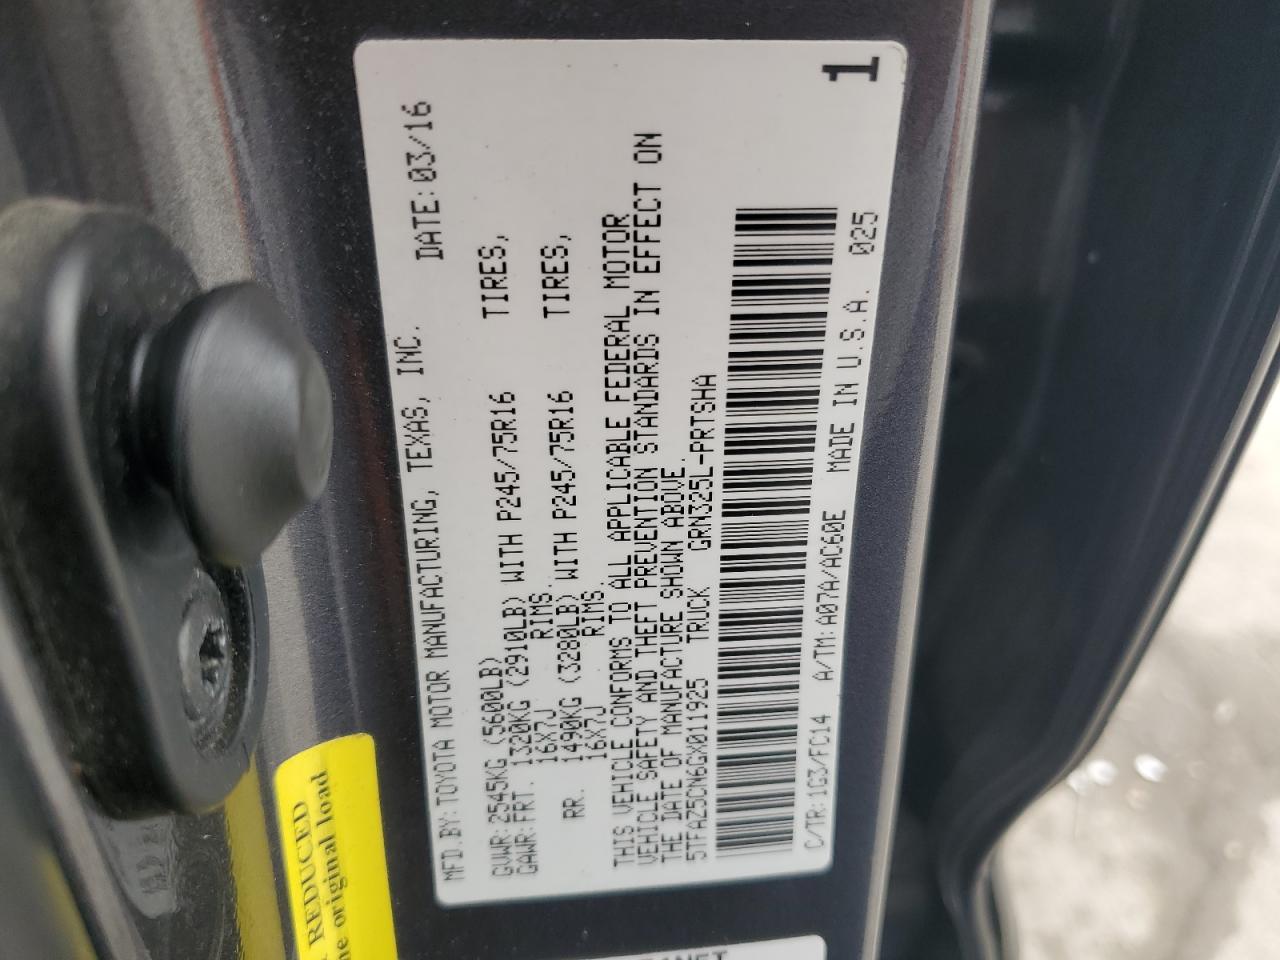 MFD.BY:TOYOTA MOTOR MANUFACTURING, TEXAS, INC. DATE:03/16
GVWR:2545KG (5600LB)
GAWR:FRT. 1320KG (2910LB) WITH P245/75R16 TIRES,
16X7J RIMS.
RR. 1490KG (3280LB) WITH P245/75R16 TIRES,
16X7J RIMS.
THIS VEHICLE CONFORMS TO ALL APPLICABLE FEDERAL MOTOR
VEHICLE SAFETY AND THEFT PREVENTION STANDARDS IN EFFECT ON
THE DATE OF MANUFACTURE SHOWN ABOVE.
5TFAZ5CN6GX011925 TRUCK GRN325L-PRTSHA
C/TR:1G3/FC14 A/TM:A07A/AC60E MADE IN U.S.A. 025
1
REDUCED
original load